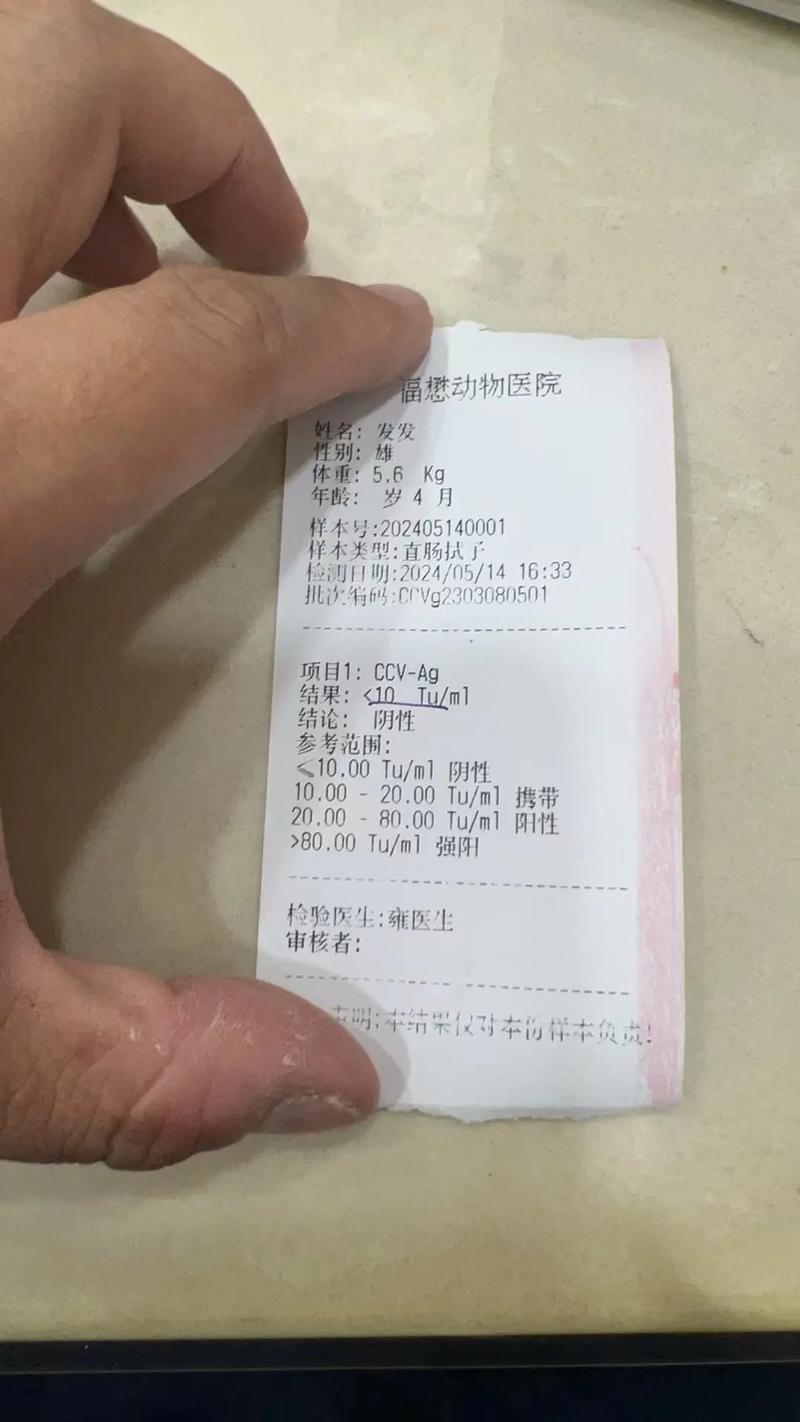 福懋动物医院
姓名: 发发
性别: 雄
体重: 5.6 Kg
年龄: 岁 4 月
样本号:202405140001
样本类型:直肠拭子
检测日期:2024/05/14 16:33
批次编码:CCVg2303080501
项目1: CCV-Ag
结果: <10 Tu/ml
结论: 阴性
参考范围:
<10.00 Tu/ml 阴性
10.00 - 20.00 Tu/ml 携带
20.00 - 80.00 Tu/ml 阳性
>80.00 Tu/ml 强阳
检验医生:雍医生
审核者:
声明:本结果仅对本份样本负责!